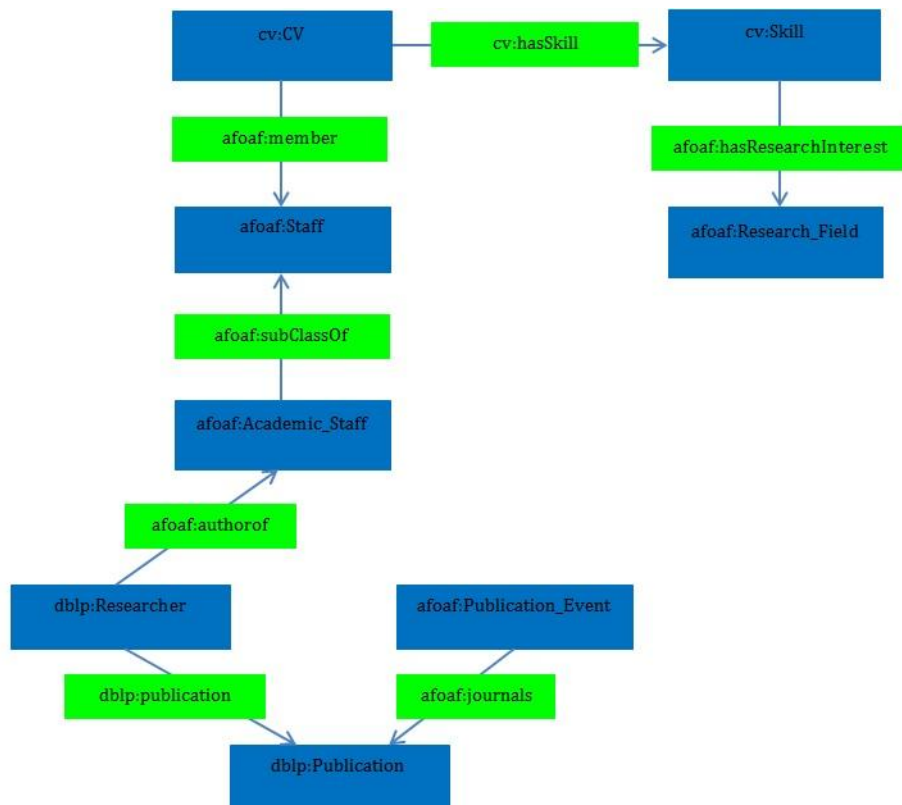 cv:CV
cv:hasSkill
cv:Skill
afoaf:member
afoaf:hasResearchInterest
afoaf:Staff
afoaf:Research_Field
afoaf:subClassOf
afoaf:Academic_Staff
afoaf:authorof
dblp:Researcher
afoaf:Publication_Event
dblp:publication
afoaf:journals
dblp:Publication